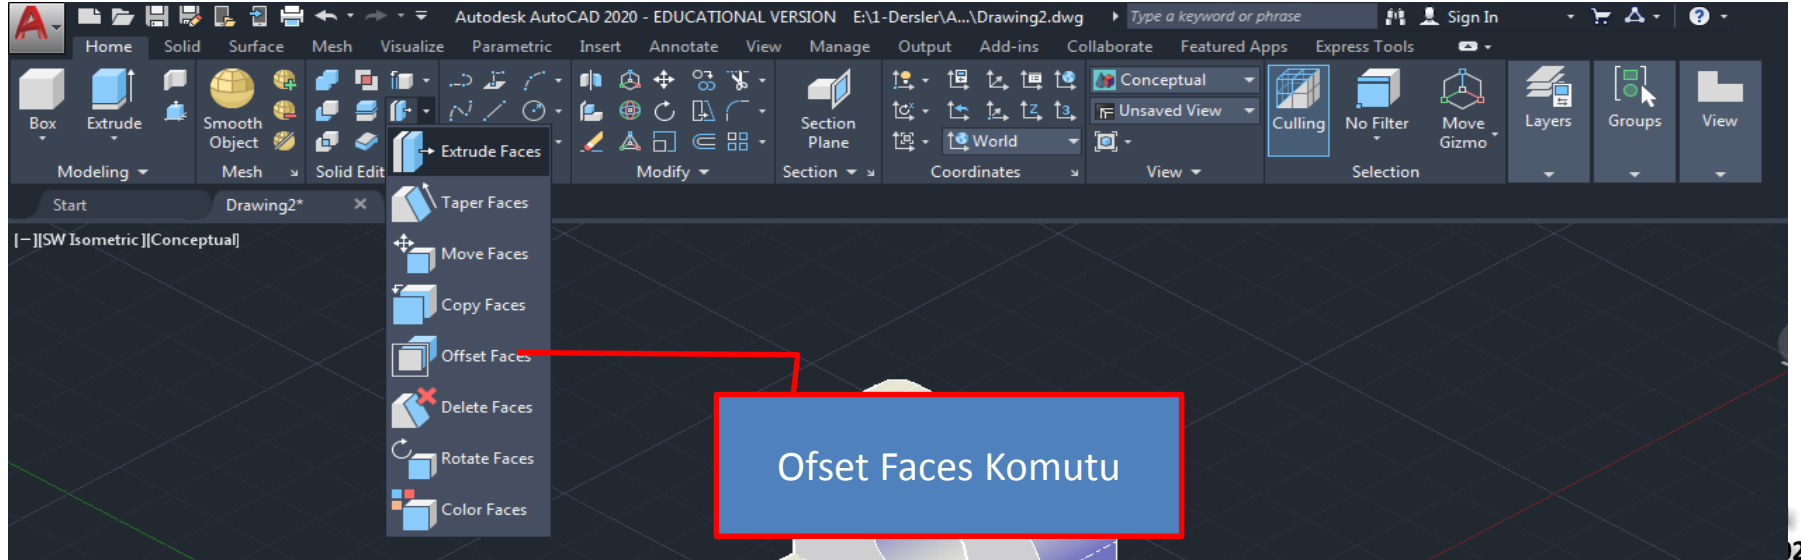 Autodesk AutoCAD 2020 - EDUCATIONAL VERSION E:\1-Dersler\A...\Drawing2.dwg Type a keyword or phrase Sign In
Home Solid Surface Mesh Visualize Parametric Insert Annotate View Manage Output Add-ins Collaborate Featured Apps Express Tools
Box
Extrude
Smooth
Object
Section
Plane
Conceptual
Unsaved View
World
Culling
No Filter
Move
Gizmo
Layers
Groups
View
Modeling
Mesh
Solid Edit
Modify
Section
Coordinates
View
Selection
Start
Drawing2*
[−][SW Isometric][Conceptual]
Extrude Faces
Taper Faces
Move Faces
Copy Faces
Offset Faces
Delete Faces
Rotate Faces
Color Faces
Ofset Faces Komutu